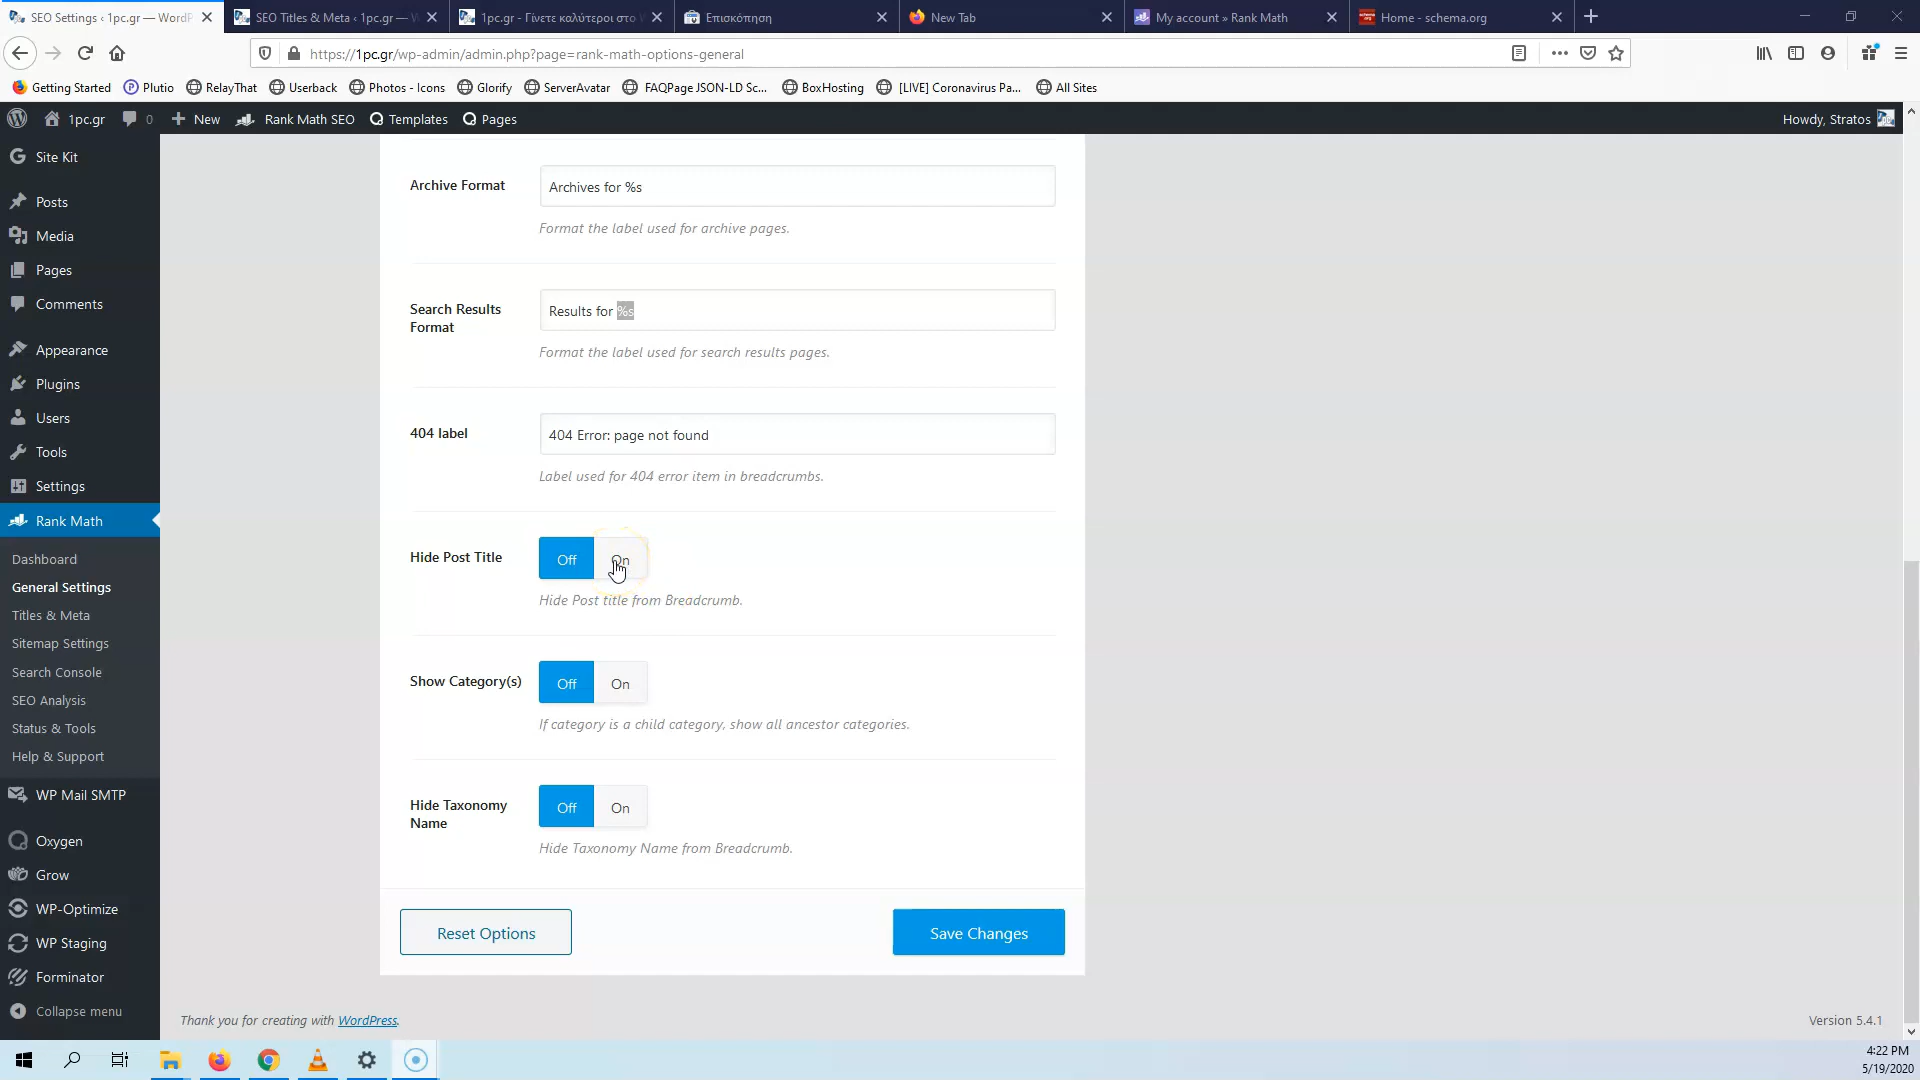 SEO Settings ‹ 1pc.gr — WordP
SEO Titles & Meta ‹ 1pc.gr — W
1pc.gr - Γίνετε καλύτεροι στο W
Επισκόπηση
New Tab
My account » Rank Math
Home - schema.org
https://1pc.gr/wp-admin/admin.php?page=rank-math-options-general
Getting Started
Plutio
RelayThat
Userback
Photos - Icons
Glorify
ServerAvatar
FAQPage JSON-LD Sc...
BoxHosting
[LIVE] Coronavirus Pa...
All Sites
1pc.gr
0
New
Rank Math SEO
Templates
Pages
Howdy, Stratos
Site Kit
Posts
Media
Pages
Comments
Appearance
Plugins
Users
Tools
Settings
Rank Math
Dashboard
General Settings
Titles & Meta
Sitemap Settings
Search Console
SEO Analysis
Status & Tools
Help & Support
WP Mail SMTP
Oxygen
Grow
WP-Optimize
WP Staging
Forminator
Collapse menu
Archive Format
Archives for %s
Format the label used for archive pages.
Search Results
Format
Results for %s
Format the label used for search results pages.
404 label
404 Error: page not found
Label used for 404 error item in breadcrumbs.
Hide Post Title
Off
On
Hide Post title from Breadcrumb.
Show Category(s)
Off
On
If category is a child category, show all ancestor categories.
Hide Taxonomy
Name
Off
On
Hide Taxonomy Name from Breadcrumb.
Reset Options
Save Changes
Thank you for creating with WordPress.
Version 5.4.1
4:22 PM
5/19/2020